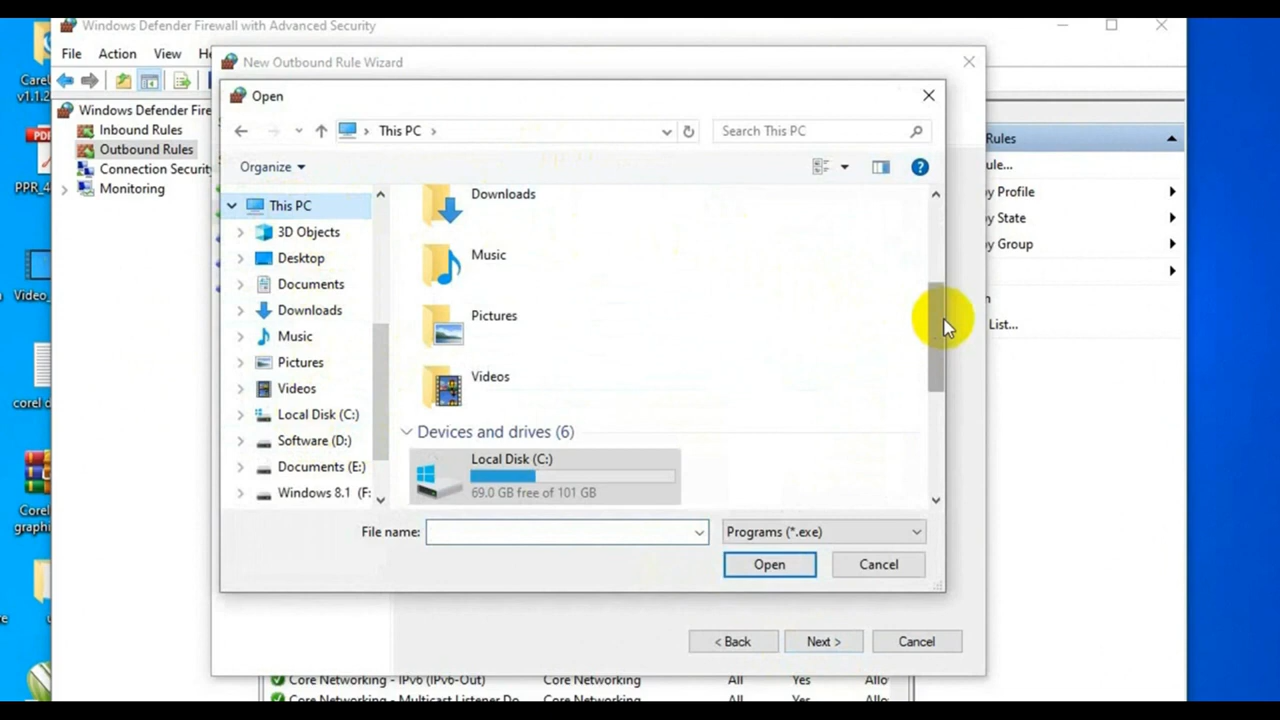 Windows Defender Firewall with Advanced Security
File Action View He
New Outbound Rule Wizard
Open
This PC
Search This PC
Organize
This PC
3D Objects
Desktop
Documents
Downloads
Music
Pictures
Videos
Local Disk (C:)
Software (D:)
Documents (E:)
Windows 8.1 (F:
Downloads
Music
Pictures
Videos
Devices and drives (6)
Local Disk (C:)
69.0 GB free of 101 GB
File name:
Programs (*.exe)
Open Cancel
< Back Next > Cancel
Windows Defender Fire
Inbound Rules
Outbound Rules
Connection Securit
Monitoring
Rules
ule...
y Profile
y State
y Group
n
List...
Core Networking - IPv6 (IPv6-Out) Core Networking All Yes Allo
Core Networking - Multicast Listener Do... Core Networking All Yes Allo
Carel
v1.1.2
PDF
PPR_4
Video_
corel d
Corel
graphi
re
u